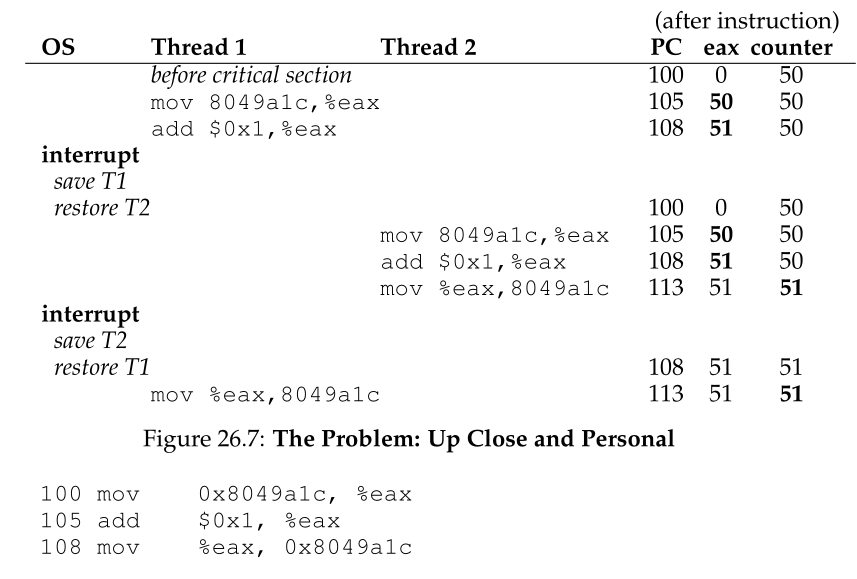 (after instruction)
OS Thread 1 Thread 2 PC eax counter
before critical section 100 0 50
mov 8049a1c,%eax 105 50 50
add $0x1,%eax 108 51 50
interrupt
save T1
restore T2 100 0 50
mov 8049a1c,%eax 105 50 50
add $0x1,%eax 108 51 50
mov %eax,8049a1c 113 51 51
interrupt
save T2
restore T1 108 51 51
mov %eax,8049a1c 113 51 51
Figure 26.7: The Problem: Up Close and Personal
100 mov 0x8049a1c, %eax
105 add $0x1, %eax
108 mov %eax, 0x8049a1c